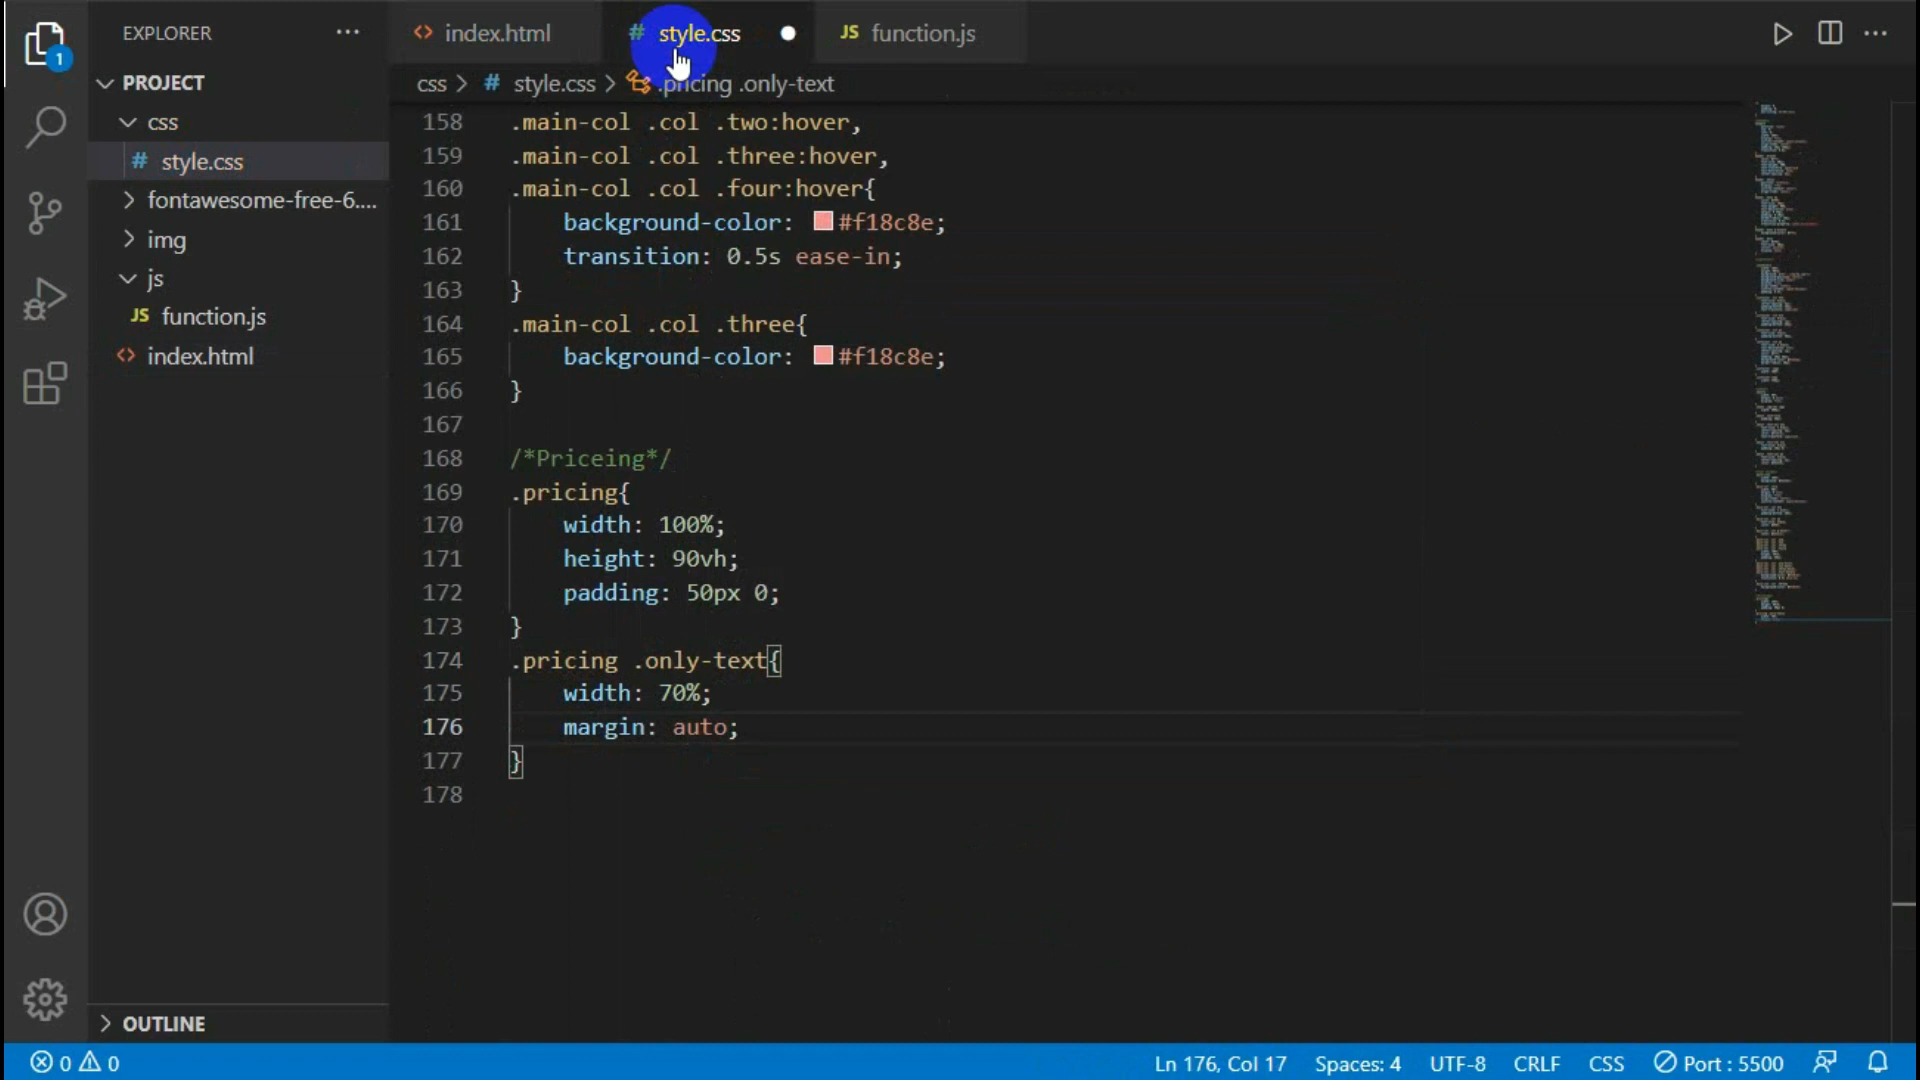 EXPLORER
PROJECT
css
# style.css
fontawesome-free-6....
img
js
JS function.js
<> index.html
OUTLINE
1
<> index.html
# style.css
JS function.js
css > # style.css > .pricing .only-text
158 .main-col .col .two:hover,
159 .main-col .col .three:hover,
160 .main-col .col .four:hover{
161 background-color: #f18c8e;
162 transition: 0.5s ease-in;
163 }
164 .main-col .col .three{
165 background-color: #f18c8e;
166 }
167
168 /*Priceing*/
169 .pricing{
170 width: 100%;
171 height: 90vh;
172 padding: 50px 0;
173 }
174 .pricing .only-text{
175 width: 70%;
176 margin: auto;
177 }
178
0 0
Ln 176, Col 17 Spaces: 4 UTF-8 CRLF CSS Port : 5500